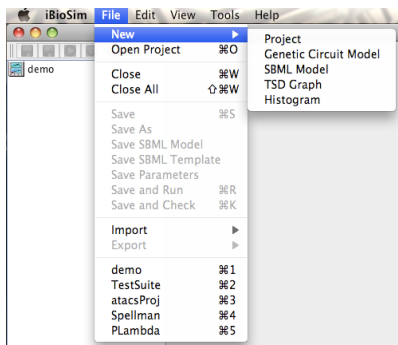 iBioSim File Edit View Tools Help
New
Open Project ⌘O
demo
Close ⌘W
Close All ⇧⌘W
Save ⌘S
Save As
Save SBML Model
Save SBML Template
Save Parameters
Save and Run ⌘R
Save and Check ⌘K
Import
Export
demo ⌘1
TestSuite ⌘2
atacsProj ⌘3
Spellman ⌘4
PLambda ⌘5
Project
Genetic Circuit Model
SBML Model
TSD Graph
Histogram